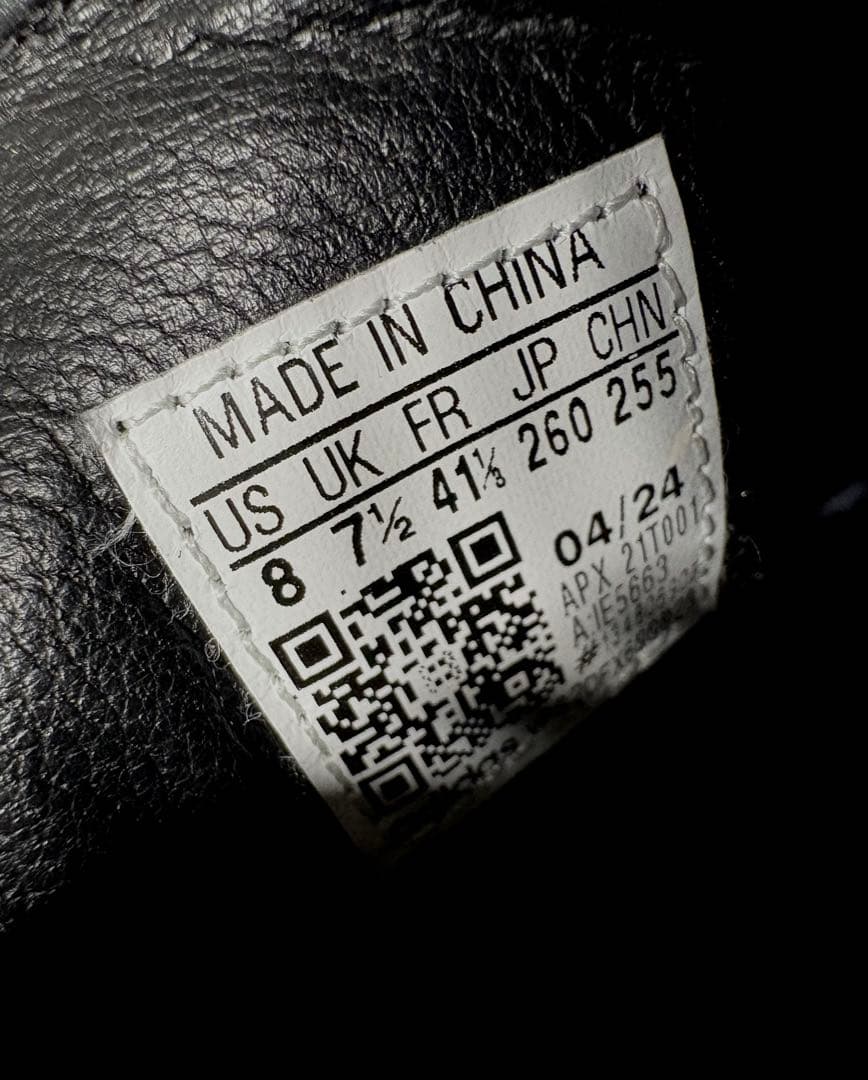 MADE IN CHINA
US UK FR JP CHN
8 7½ 41⅓ 260 255
04/24
APX 21T001
A:IE5663